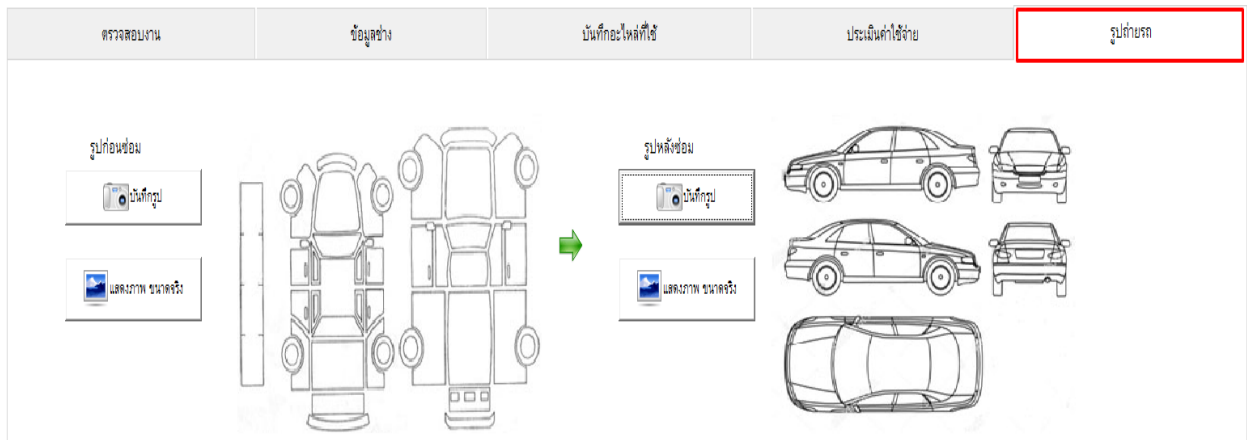 ตรวจสอบงาน
ข้อมูลช่าง
บันทึกอะไหล่ที่ใช้
ประเมินค่าใช้จ่าย
รูปถ่ายรถ
รูปก่อนซ่อม
บันทึกรูป
แสดงภาพ ขนาดจริง
รูปหลังซ่อม
บันทึกรูป
แสดงภาพ ขนาดจริง